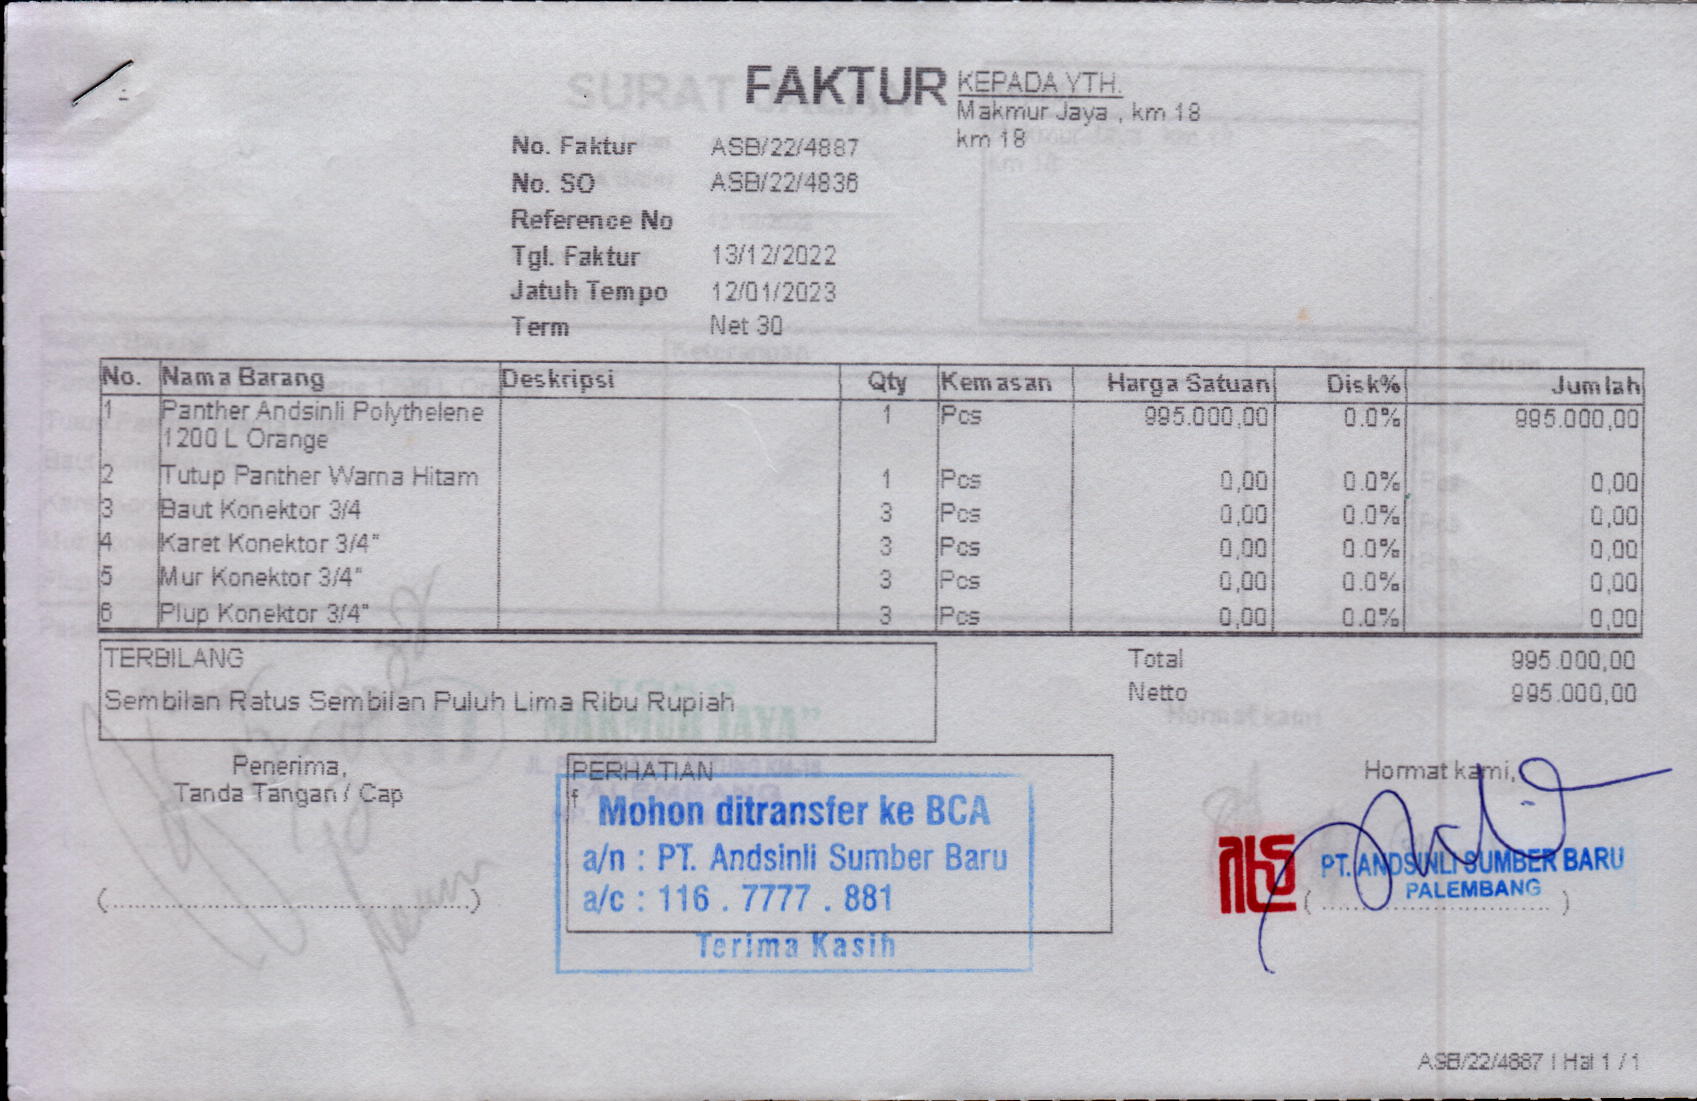 FAKTUR
KEPADA YTH.
Makmur Jaya , km 18
km 18
No. Faktur ASB/22/4887
No. SO ASB/22/4836
Reference No
Tgl. Faktur 13/12/2022
Jatuh Tempo 12/01/2023
Term Net 30
No. Nama Barang Deskripsi Qty Kemasan Harga Satuan Disk% Jumlah
1 Panther Andsinli Polythelene 1 Pcs 995.000,00 0.0% 995.000,00
1200 L Orange
2 Tutup Panther Warna Hitam 1 Pcs 0,00 0.0% 0,00
3 Baut Konektor 3/4 3 Pcs 0,00 0.0% 0,00
4 Karet Konektor 3/4" 3 Pcs 0,00 0.0% 0,00
5 Mur Konektor 3/4" 3 Pcs 0,00 0.0% 0,00
6 Plup Konektor 3/4" 3 Pcs 0,00 0.0% 0,00
TERBILANG
Sembilan Ratus Sembilan Puluh Lima Ribu Rupiah
Total 995.000,00
Netto 995.000,00
Penerima,
Tanda Tangan / Cap
PERHATIAN
f
Mohon ditransfer ke BCA
a/n : PT. Andsinli Sumber Baru
a/c : 116 . 7777 . 881
Terima Kasih
Hormat kami,
PT. ANDSINLI SUMBER BARU
PALEMBANG
ASB/22/4887 | Hal 1 / 1